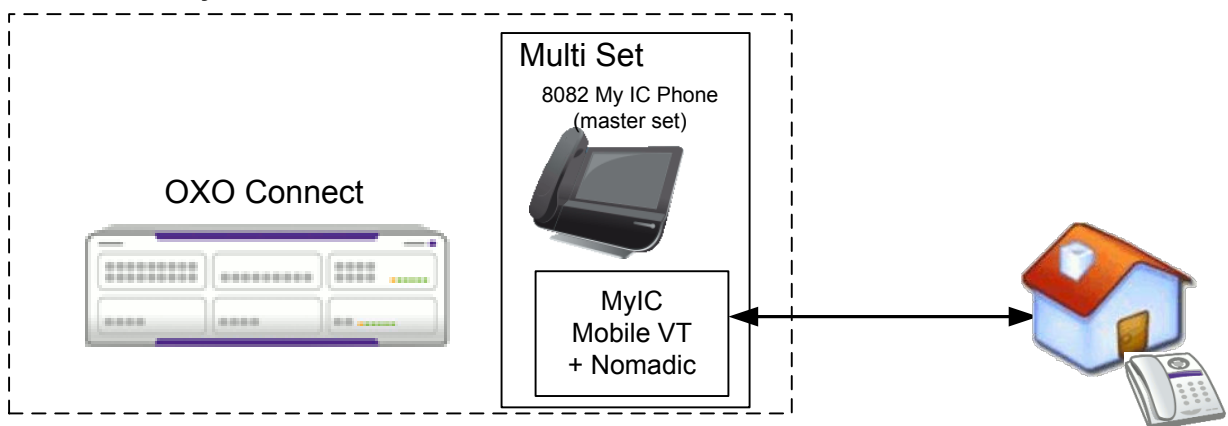 Multi Set
8082 My IC Phone
(master set)
OXO Connect
MyIC
Mobile VT
+ Nomadic